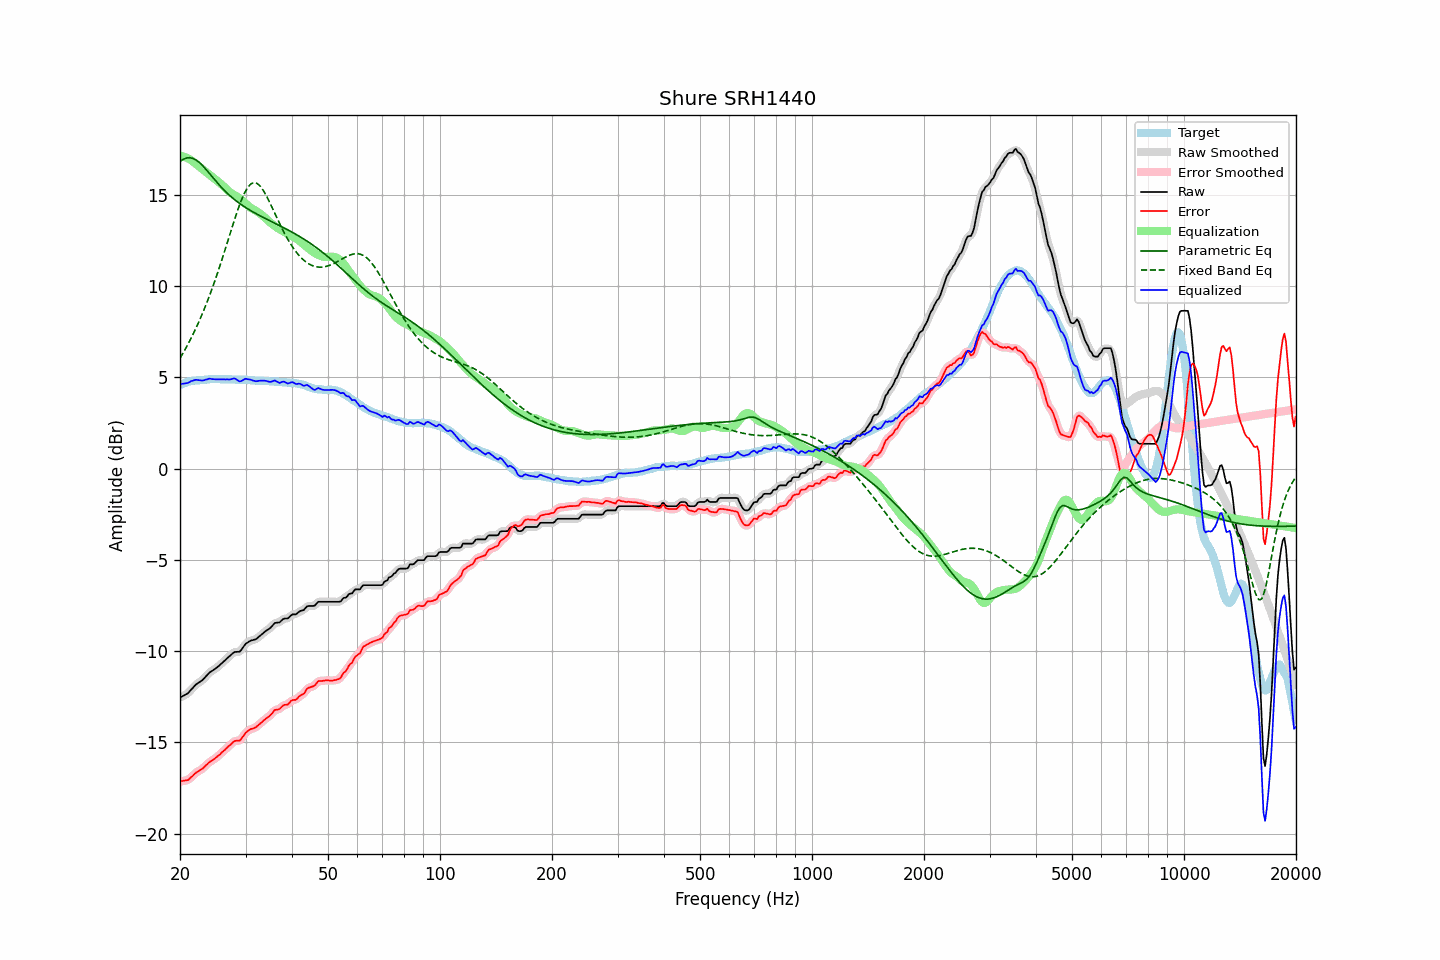 Shure SRH1440
Amplitude (dBr)
15
10
5
0
−5
−10
−15
−20
20
50
100
200
500
1000
2000
5000
10000
20000
Frequency (Hz)
Target
Raw Smoothed
Error Smoothed
Raw
Error
Equalization
Parametric Eq
Fixed Band Eq
Equalized